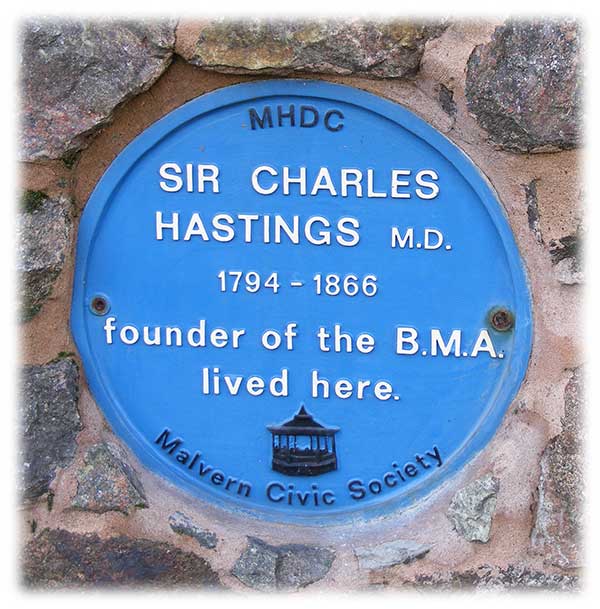 MHDC
SIR CHARLES
HASTINGS M.D.
1794 - 1866
founder of the B.M.A.
lived here.
Malvern Civic Society